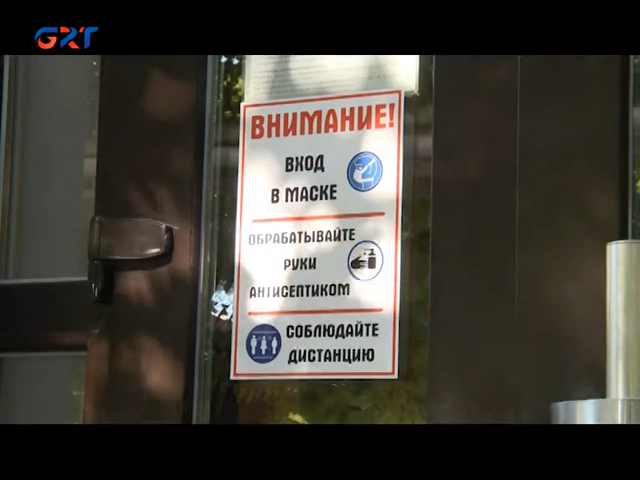 GRT
ВНИМАНИЕ!
ВХОД
В МАСКЕ
ОБРАБАТЫВАЙТЕ
РУКИ
АНТИСЕПТИКОМ
СОБЛЮДАЙТЕ
ДИСТАНЦИЮ